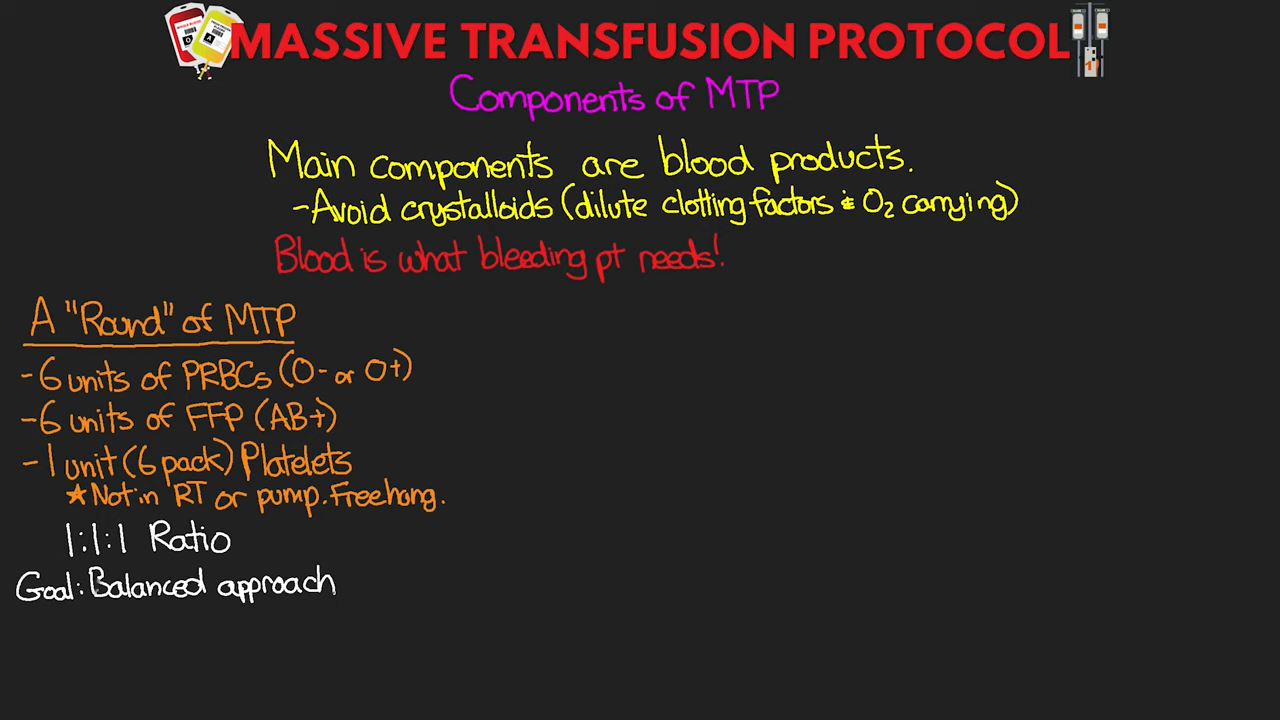 MASSIVE TRANSFUSION PROTOCOL
Components of MTP
Main components are blood products.
-Avoid crystalloids (dilute clotting factors & O₂ carrying)
Blood is what bleeding pt needs!
A "Round" of MTP
-6 units of PRBCs (O- or O+)
-6 units of FFP (AB+)
-1 unit (6 pack) Platelets
*Not in RT or pump. Free hang.
1:1:1 Ratio
Goal: Balanced approach